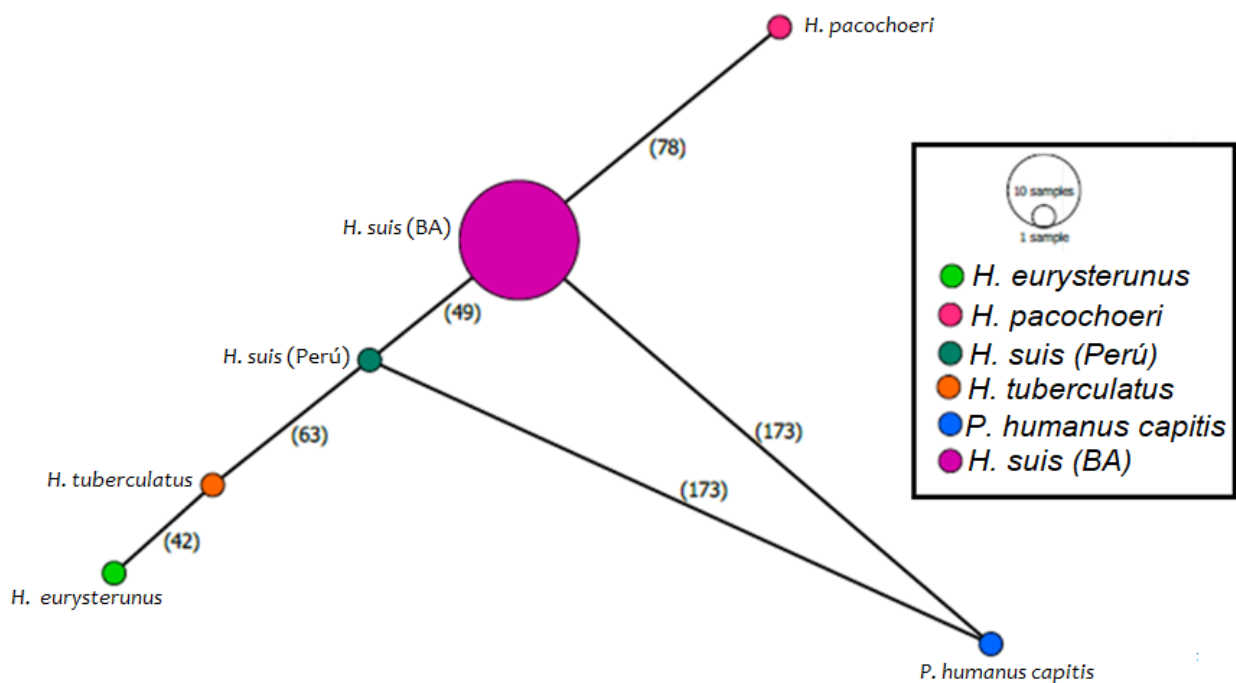 H. pacochoeri
(78)
H. suis (BA)
(49)
H. suis (Perú)
(63)
(173)
(173)
H. tuberculatus
(42)
H. eurysterunus
P. humanus capitis
10 samples
1 sample
H. eurysterunus
H. pacochoeri
H. suis (Perú)
H. tuberculatus
P. humanus capitis
H. suis (BA)